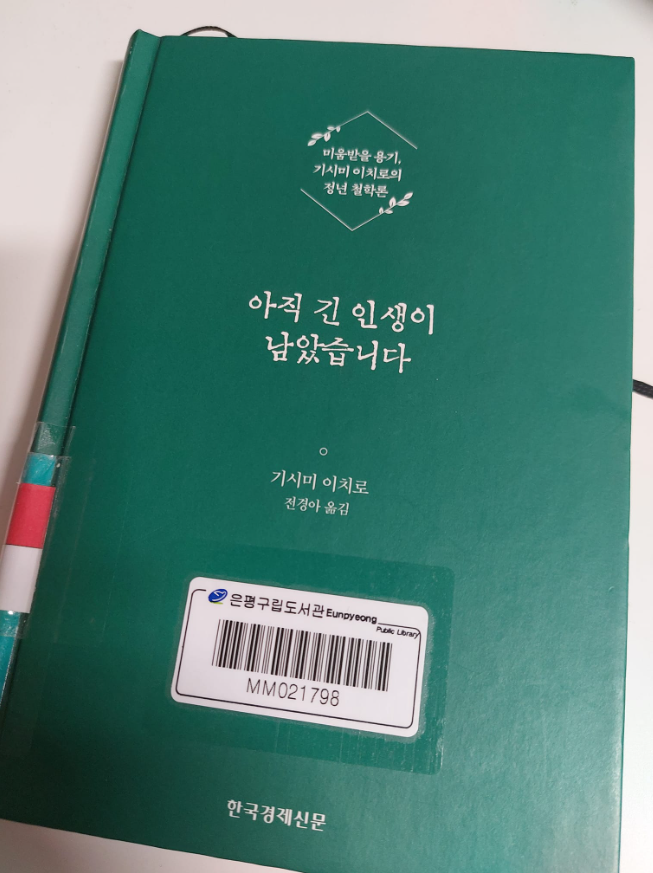 미움받을 용기,
기시미 이치로의
정년 철학론
아직 긴 인생이
남았습니다
기시미 이치로
전경아 옮김
은평구립도서관 Eunpyeong
Public Library
MM021798
한국경제신문